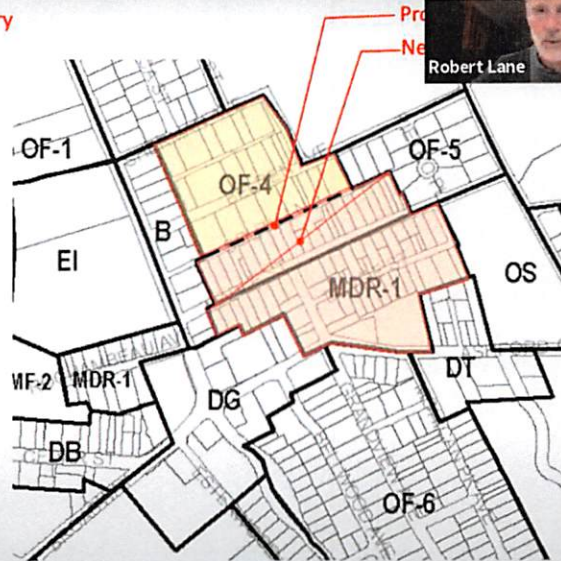 ry
Pro
Ne
Robert Lane
OF-1
OF-4
OF-5
B
EI
OS
MDR-1
MF-2
MDR-1
DT
DG
DB
OF-6